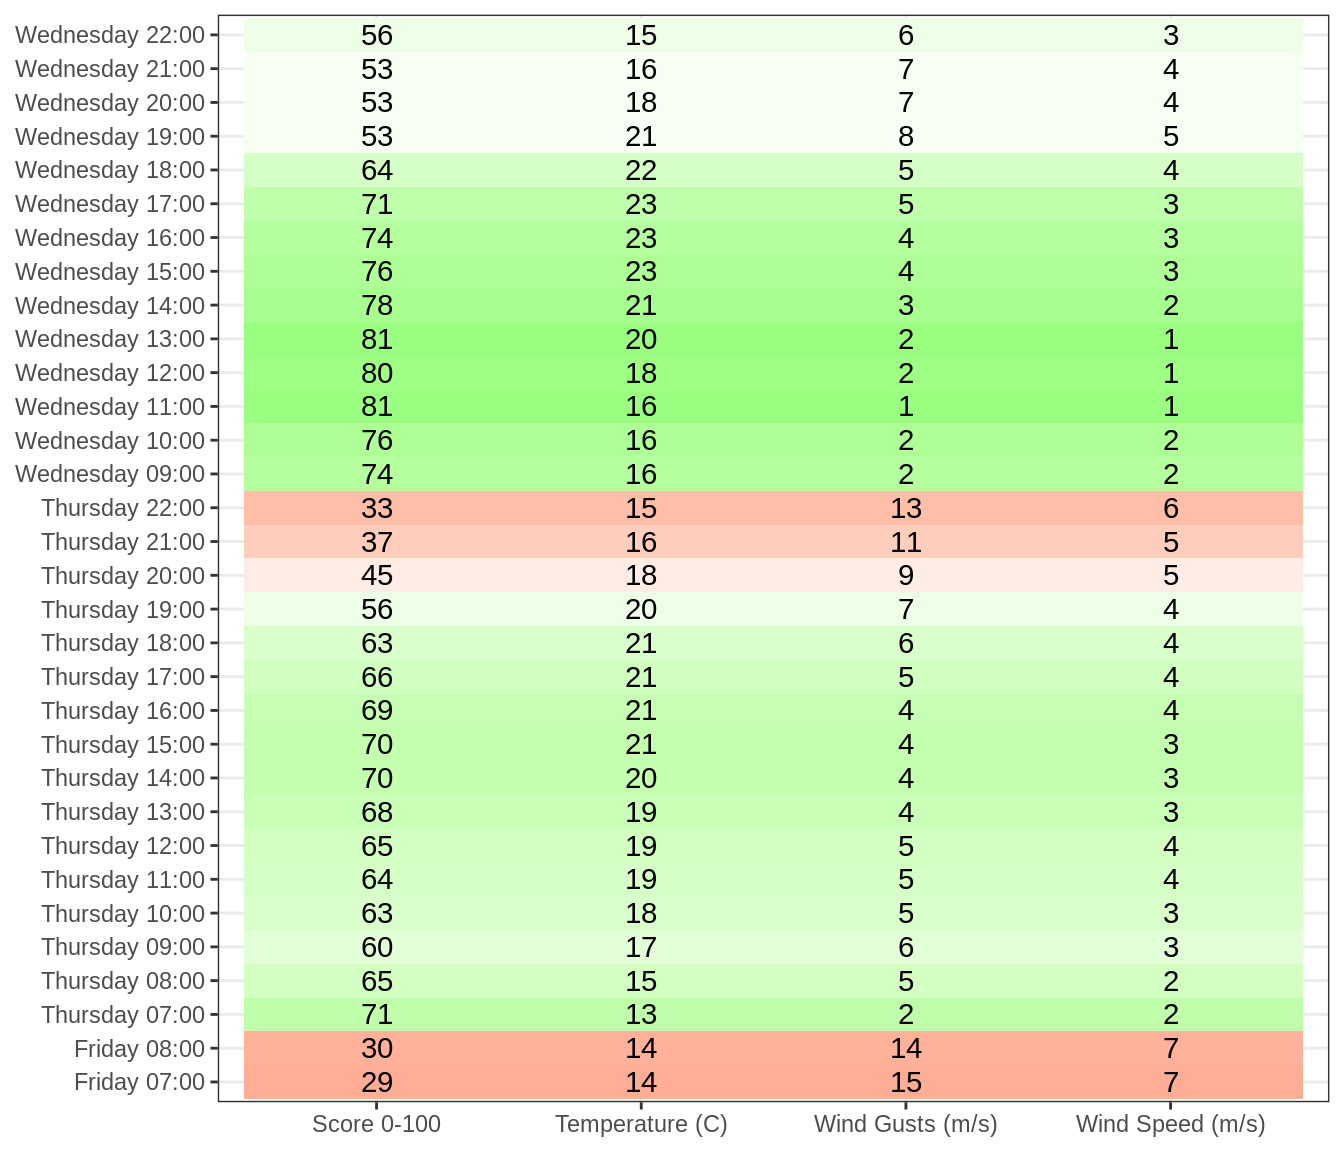 Wednesday 22:00 56 15 6 3
Wednesday 21:00 53 16 7 4
Wednesday 20:00 53 18 7 4
Wednesday 19:00 53 21 8 5
Wednesday 18:00 64 22 5 4
Wednesday 17:00 71 23 5 3
Wednesday 16:00 74 23 4 3
Wednesday 15:00 76 23 4 3
Wednesday 14:00 78 21 3 2
Wednesday 13:00 81 20 2 1
Wednesday 12:00 80 18 2 1
Wednesday 11:00 81 16 1 1
Wednesday 10:00 76 16 2 2
Wednesday 09:00 74 16 2 2
Thursday 22:00 33 15 13 6
Thursday 21:00 37 16 11 5
Thursday 20:00 45 18 9 5
Thursday 19:00 56 20 7 4
Thursday 18:00 63 21 6 4
Thursday 17:00 66 21 5 4
Thursday 16:00 69 21 4 4
Thursday 15:00 70 21 4 3
Thursday 14:00 70 20 4 3
Thursday 13:00 68 19 4 3
Thursday 12:00 65 19 5 4
Thursday 11:00 64 19 5 4
Thursday 10:00 63 18 5 3
Thursday 09:00 60 17 6 3
Thursday 08:00 65 15 5 2
Thursday 07:00 71 13 2 2
Friday 08:00 30 14 14 7
Friday 07:00 29 14 15 7
Score 0-100 Temperature (C) Wind Gusts (m/s) Wind Speed (m/s)